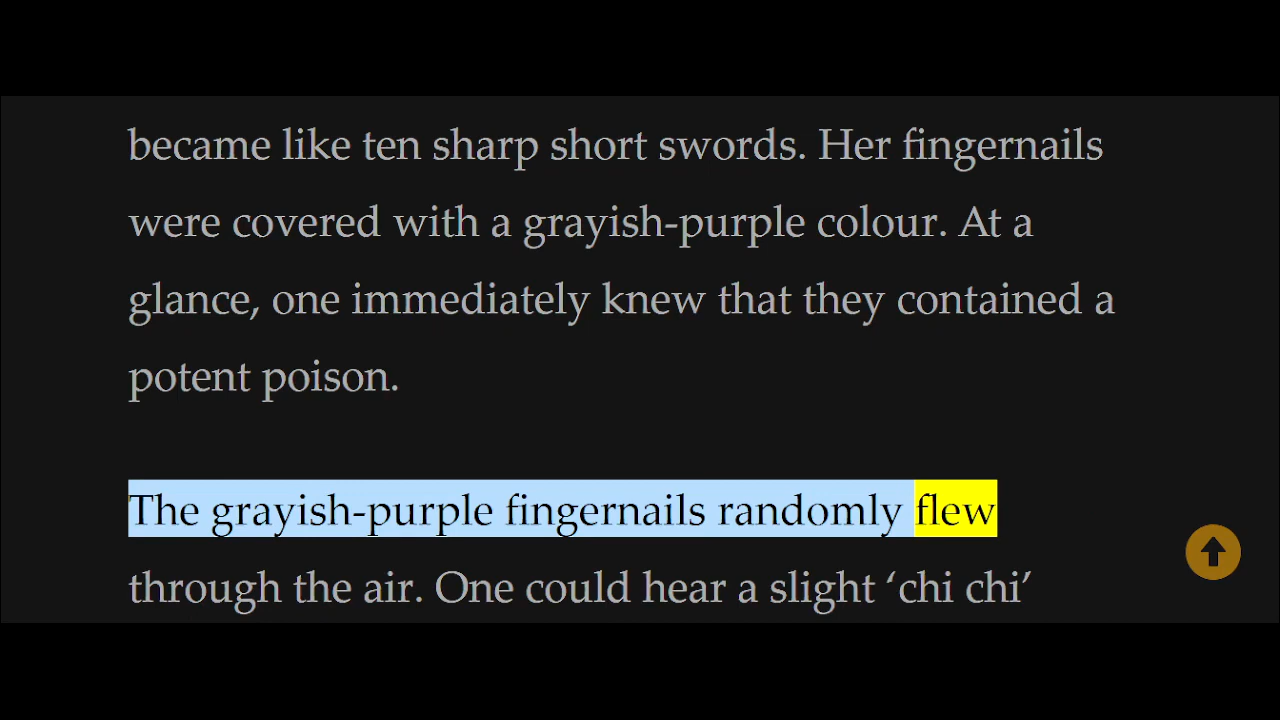 became like ten sharp short swords. Her fingernails
were covered with a grayish-purple colour. At a
glance, one immediately knew that they contained a
potent poison.
The grayish-purple fingernails randomly flew
through the air. One could hear a slight ‘chi chi’